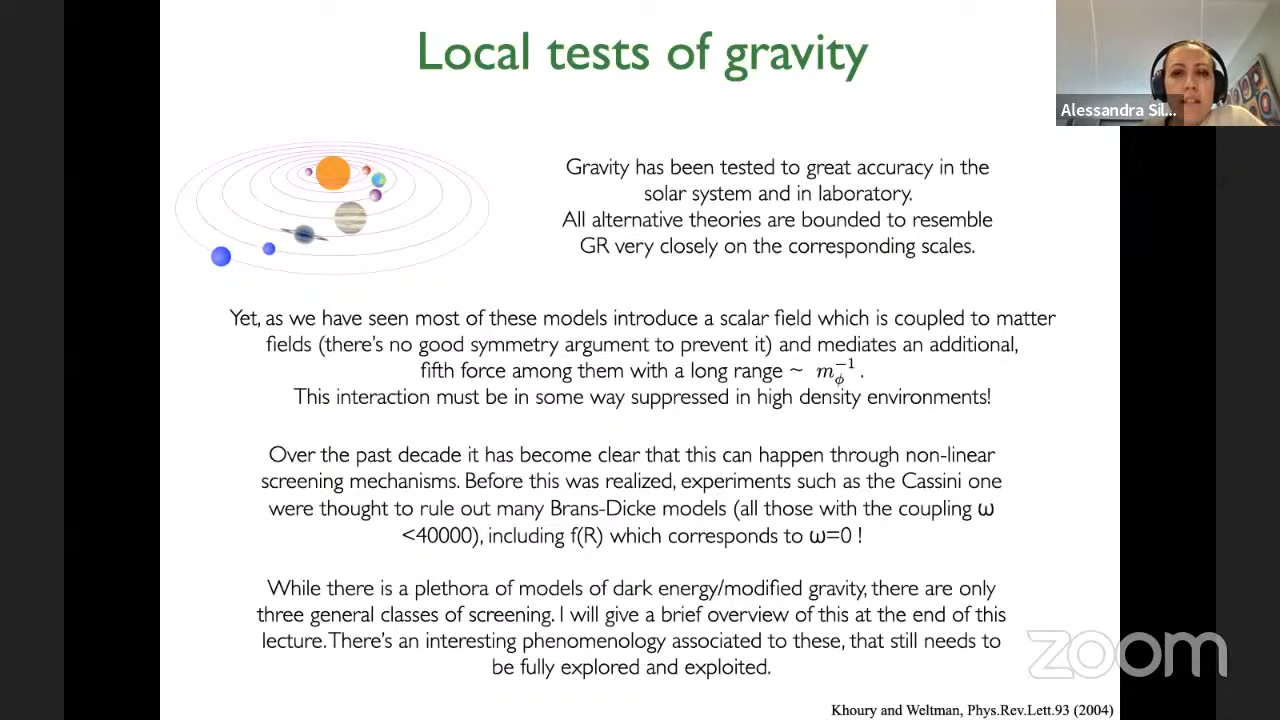 Local tests of gravity
Alessandra Sil...
Gravity has been tested to great accuracy in the
solar system and in laboratory.
All alternative theories are bounded to resemble
GR very closely on the corresponding scales.
Yet, as we have seen most of these models introduce a scalar field which is coupled to matter
fields (there's no good symmetry argument to prevent it) and mediates an additional,
fifth force among them with a long range ~ m_ϕ^{-1} .
This interaction must be in some way suppressed in high density environments!
Over the past decade it has become clear that this can happen through non-linear
screening mechanisms. Before this was realized, experiments such as the Cassini one
were thought to rule out many Brans-Dicke models (all those with the coupling ω
<40000), including f(R) which corresponds to ω=0 !
While there is a plethora of models of dark energy/modified gravity, there are only
three general classes of screening. I will give a brief overview of this at the end of this
lecture. There's an interesting phenomenology associated to these, that still needs to
be fully explored and exploited.
zoom
Khoury and Weltman, Phys.Rev.Lett.93 (2004)